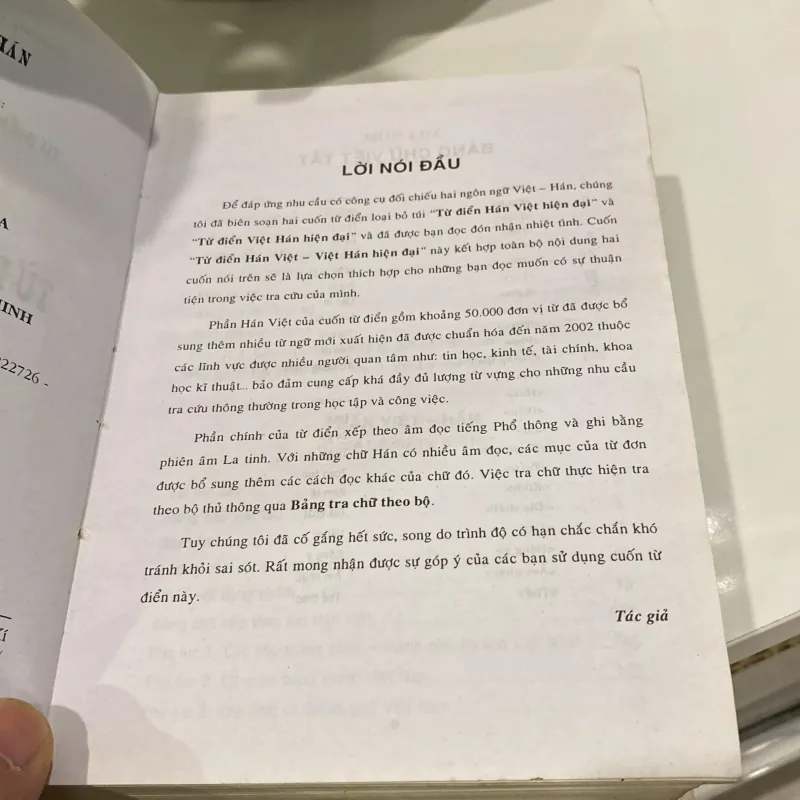 LỜI NÓI ĐẦU
Để đáp ứng nhu cầu có công cụ đối chiếu hai ngôn ngữ Việt – Hán, chúng
tôi đã biên soạn hai cuốn từ điển loại bỏ túi “Từ điển Hán Việt hiện đại” và
“Từ điển Việt Hán hiện đại” và đã được bạn đọc đón nhận nhiệt tình. Cuốn
“Từ điển Hán Việt – Việt Hán hiện đại” này kết hợp toàn bộ nội dung hai
cuốn nói trên sẽ là lựa chọn thích hợp cho những bạn đọc muốn có sự thuận
tiện trong việc tra cứu của mình.
Phần Hán Việt của cuốn từ điển gồm khoảng 50.000 đơn vị từ đã được bổ
sung thêm nhiều từ ngữ mới xuất hiện đã được chuẩn hóa đến năm 2002 thuộc
các lĩnh vực được nhiều người quan tâm như: tin học, kinh tế, tài chính, khoa
học kĩ thuật... bảo đảm cung cấp khá đầy đủ lượng từ vựng cho những nhu cầu
tra cứu thông thường trong học tập và công việc.
Phần chính của từ điển xếp theo âm đọc tiếng Phổ thông và ghi bằng
phiên âm La tinh. Với những chữ Hán có nhiều âm đọc, các mục của từ đơn
được bổ sung thêm các cách đọc khác của chữ đó. Việc tra chữ thực hiện tra
theo bộ thủ thông qua Bảng tra chữ theo bộ.
Tuy chúng tôi đã cố gắng hết sức, song do trình độ có hạn chắc chắn khó
tránh khỏi sai sót. Rất mong nhận được sự góp ý của các bạn sử dụng cuốn từ
điển này.
Tác giả
22726 -